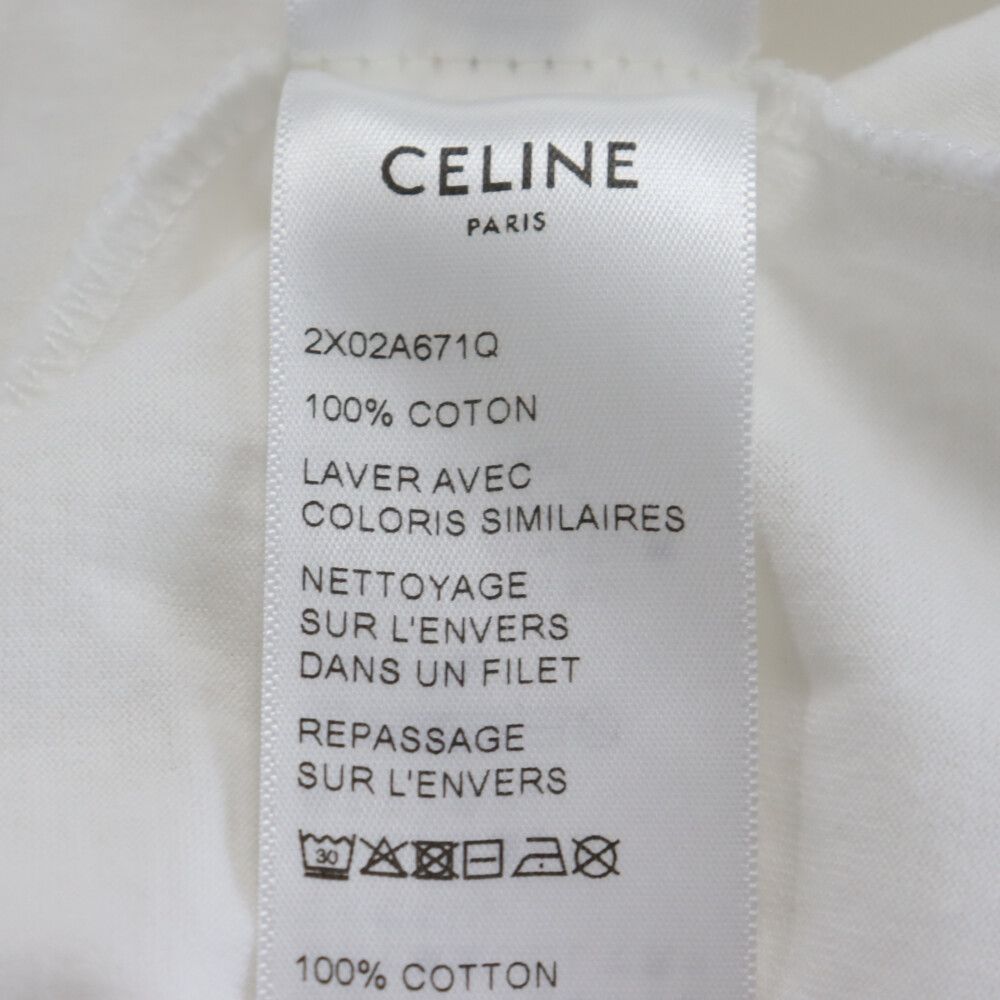 CELINE
PARIS
2X02A671Q
100% COTON
LAVER AVEC
COLORIS SIMILAIRES
NETTOYAGE
SUR L'ENVERS
DANS UN FILET
REPASSAGE
SUR L'ENVERS
30
100% COTTON